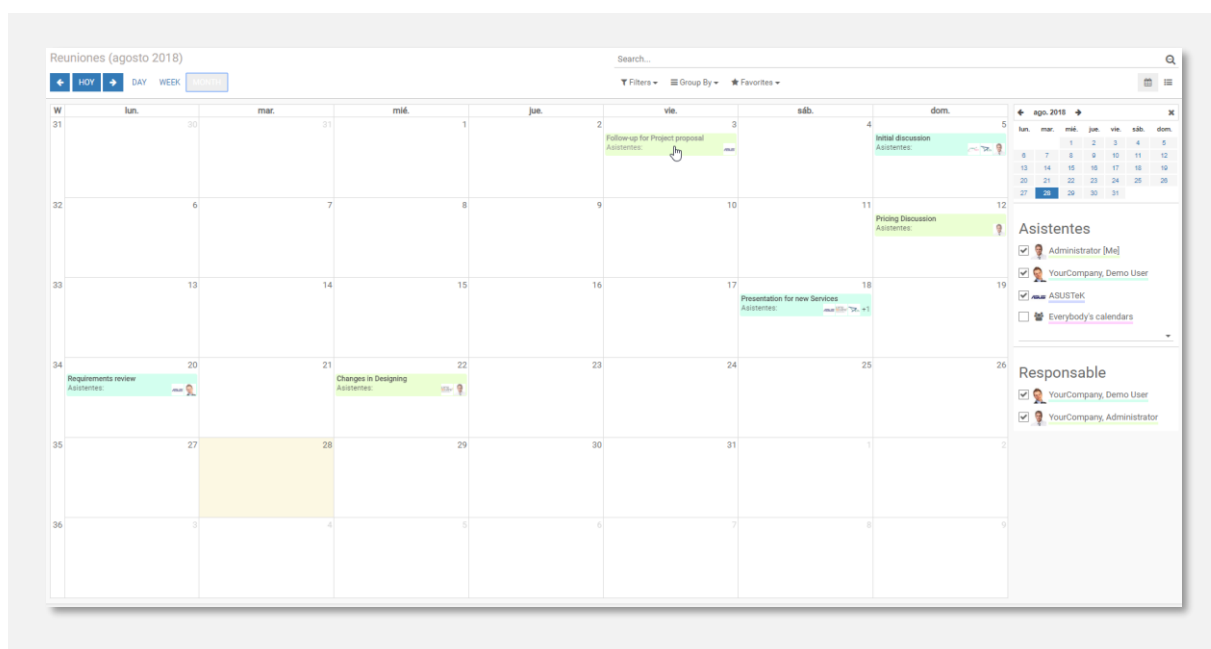 Reuniones (agosto 2018)
Search...
HOY DAY WEEK MONTH
Filters Group By Favorites
W lun. mar. mié. jue. vie. sáb. dom.
31 30 31 1 2 3 4 5
Follow-up for Project proposal
Asistentes:
Initial discussion
Asistentes:
32 6 7 8 9 10 11 12
Pricing Discussion
Asistentes:
33 13 14 15 16 17 18 19
Presentation for new Services
Asistentes: +1
34 20 21 22 23 24 25 26
Requirements review
Asistentes:
Changes in Designing
Asistentes:
35 27 28 29 30 31 1 2
36 3 4 5 6 7 8 9
ago. 2018
lun. mar. mié. jue. vie. sáb. dom.
1 2 3 4 5
6 7 8 9 10 11 12
13 14 15 16 17 18 19
20 21 22 23 24 25 26
27 28 29 30 31
Asistentes
Administrator [Me]
YourCompany, Demo User
ASUSTeK
Everybody's calendars
Responsable
YourCompany, Demo User
YourCompany, Administrator